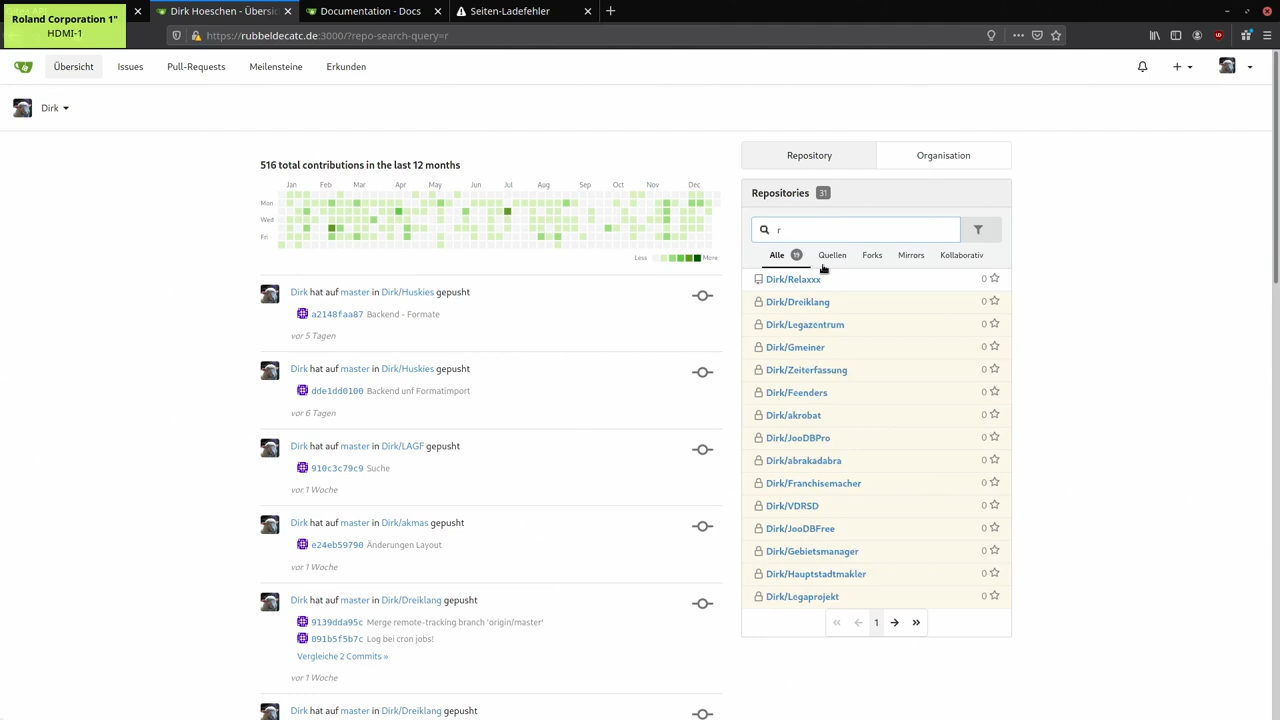 Roland Corporation 1"
HDMI-1
Dirk Hoeschen - Übersic
Documentation - Docs
Seiten-Ladefehler
https://rubbeldecatc.de:3000/?repo-search-query=r
Übersicht
Issues
Pull-Requests
Meilensteine
Erkunden
Dirk
516 total contributions in the last 12 months
Jan Feb Mar Apr May Jun Jul Aug Sep Oct Nov Dec
Mon
Wed
Fri
Less More
Dirk hat auf master in Dirk/Huskies gepusht
a2148faa87 Backend - Formate
vor 5 Tagen
Dirk hat auf master in Dirk/Huskies gepusht
dde1dd0100 Backend unf Formatimport
vor 6 Tagen
Dirk hat auf master in Dirk/LAGF gepusht
910c3c79c9 Suche
vor 1 Woche
Dirk hat auf master in Dirk/akmas gepusht
e24eb59790 Änderungen Layout
vor 1 Woche
Dirk hat auf master in Dirk/Dreiklang gepusht
9139dda95c Merge remote-tracking branch 'origin/master'
091b5f5b7c Log bei cron jobs!
Vergleiche 2 Commits »
vor 1 Woche
Dirk hat auf master in Dirk/Dreiklang gepusht
Repository
Organisation
Repositories 31
r
Alle 19 Quellen Forks Mirrors Kollaborativ
Dirk/Relaxxx 0
Dirk/Dreiklang 0
Dirk/Legazentrum 0
Dirk/Gmeiner 0
Dirk/Zeiterfassung 0
Dirk/Feenders 0
Dirk/akrobat 0
Dirk/JooDBPro 0
Dirk/abrakadabra 0
Dirk/Franchisemacher 0
Dirk/VDRSD 0
Dirk/JooDBFree 0
Dirk/Gebietsmanager 0
Dirk/Hauptstadtmakler 0
Dirk/Legaprojekt 0
1